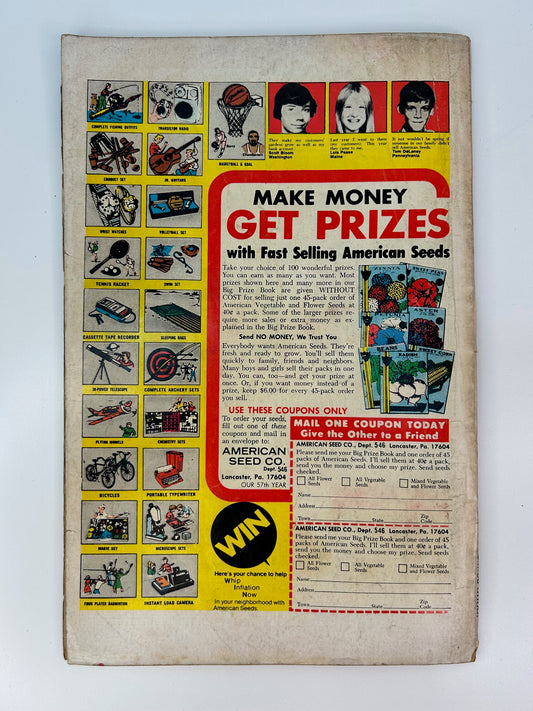 COMPLETE FISHING OUTFITS
TRANSISTOR RADIO
CROQUET SET
JR. GUITARS
WRIST WATCHES
VOLLEYBALL SET
TENNIS RACKET
SWIM SET
CASSETTE TAPE RECORDER
SLEEPING BAGS
30-POWER TELESCOPE
COMPLETE ARCHERY SETS
FLYING MODELS
CHEMISTRY SETS
BICYCLES
PORTABLE TYPEWRITER
MICROSCOPE SETS
FOUR PLAYER BADMINTON
INSTANT LOAD CAMERA
BASKETBALL & GOAL
They make my customers'
gardens grow as well as my
bank account
Scott Bloom
Washington
Last year I went to them
(my customers) This year
they came to me.
Lois Pease
Maine
It not wouldn't be spring if
someone in our family didn't
sell American Seeds.
Tom DeLaney
Pennsylvania
MAKE MONEY
GET PRIZES
with Fast Selling American Seeds
Take your choice of 100 wonderful prizes.
You can earn as many as you want. Most
prizes shown here and many more in our
Big Prize Book are given WITHOUT
COST for selling just one 45-pack order of
American Vegetable and Flower Seeds at
40¢ a pack. Some of the larger prizes re-
quire more sales or extra money as ex-
plained in the Big Prize Book.
Send NO MONEY, We Trust You
Everybody wants American Seeds. They're
fresh and ready to grow. You'll sell them
quickly to family, friends and neighbors.
Many boys and girls sell their packs in one
day. You can, too—and get your prize at
once. Or, if you want money instead of a
prize, keep $6.00 for every 45-pack order
you sell.
ZINNIA
SWEET PEAS
ASTER
BEANS
RADISH
SWEET CORN
USE THESE COUPONS ONLY
To order your seeds,
fill out one of these
coupons and mail in
an envelope to:
AMERICAN
SEED CO.
Dept. 546
Lancaster, Pa. 17604
OUR 57th YEAR
WIN
Here's your chance to help
Whip
Inflation
Now
in your neighborhood with
American Seeds.
MAIL ONE COUPON TODAY
Give the Other to a Friend
AMERICAN SEED CO., Dept. 546 Lancaster, Pa. 17604
Please send me your Big Prize Book and one order of 45
packs of American Seeds. I'll sell them at 40¢ a pack,
send you the money and choose my prize. Send seeds
checked.
All Flower
Seeds
All Vegetable
Seeds
Mixed Vegetable
and Flower Seeds
Name
Address
Town State Zip Code
AMERICAN SEED CO., Dept. 546 Lancaster, Pa. 17604
Please send me your Big Prize Book and one order of 45
packs of American Seeds. I'll sell them at 40¢ a pack,
send you the money and choose my prize. Send seeds
checked.
All Flower
Seeds
All Vegetable
Seeds
Mixed Vegetable
and Flower Seeds
Name
Address
Town State Zip Code